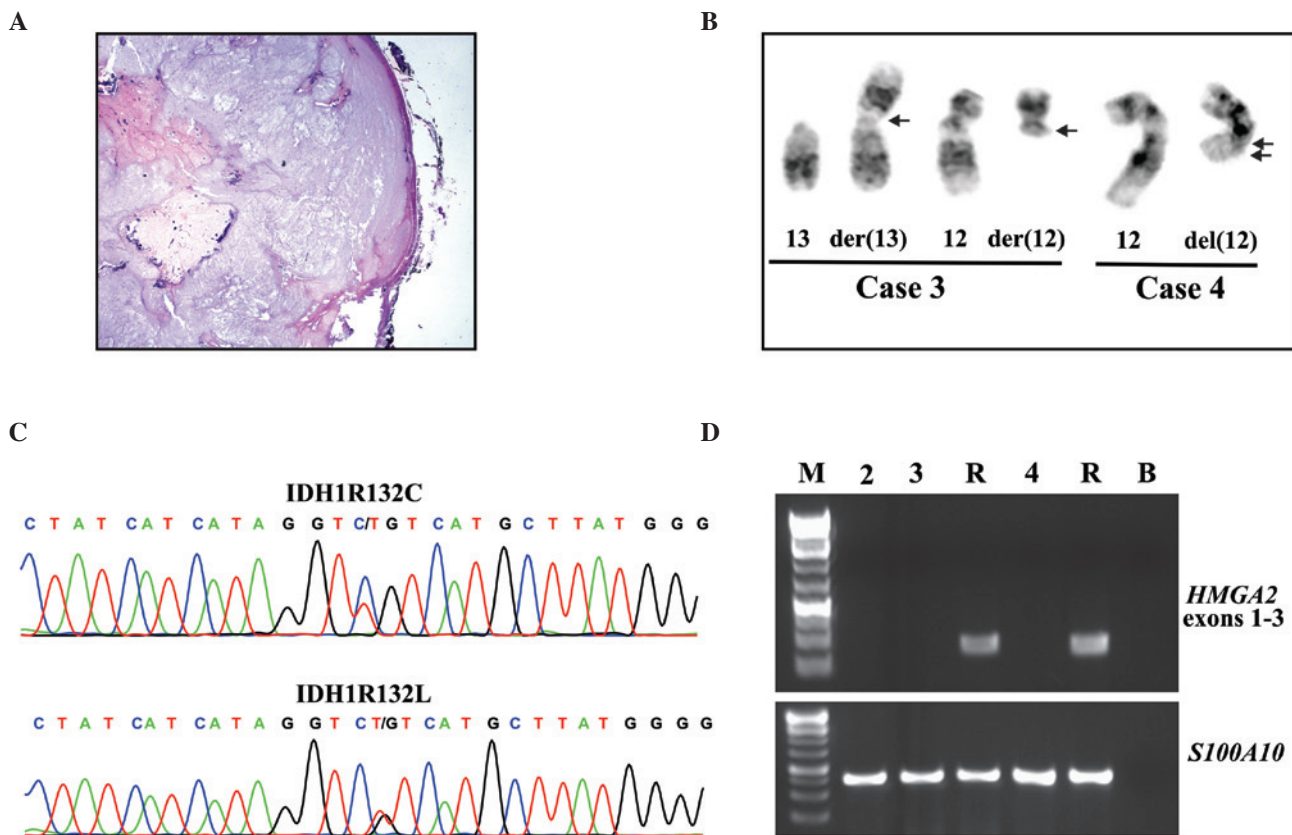 A
B
13 der(13) 12 der(12) 12 del(12)
Case 3 Case 4
C
IDH1R132C
C T A T C A T C A T A G G T C/T G T C A T G C T T A T G G G
IDH1R132L
C T A T C A T C A T A G G T C T/G T C A T G C T T A T G G G G
D
M 2 3 R 4 R B
HMGA2
exons 1-3
S100A10